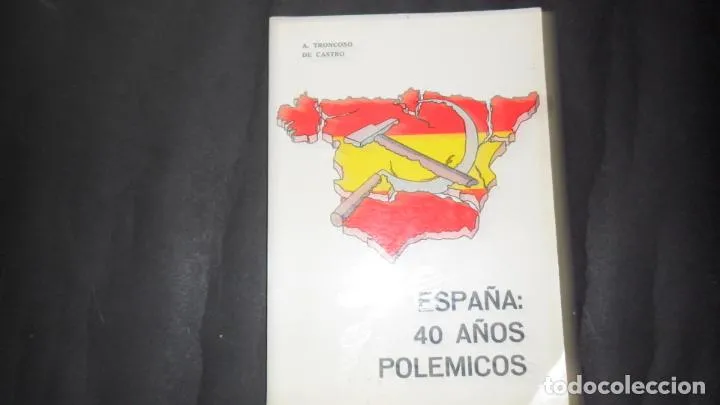 A. TRONCOSO
DE CASTRO
ESPAÑA:
40 AÑOS
POLEMICOS
todocoleccion